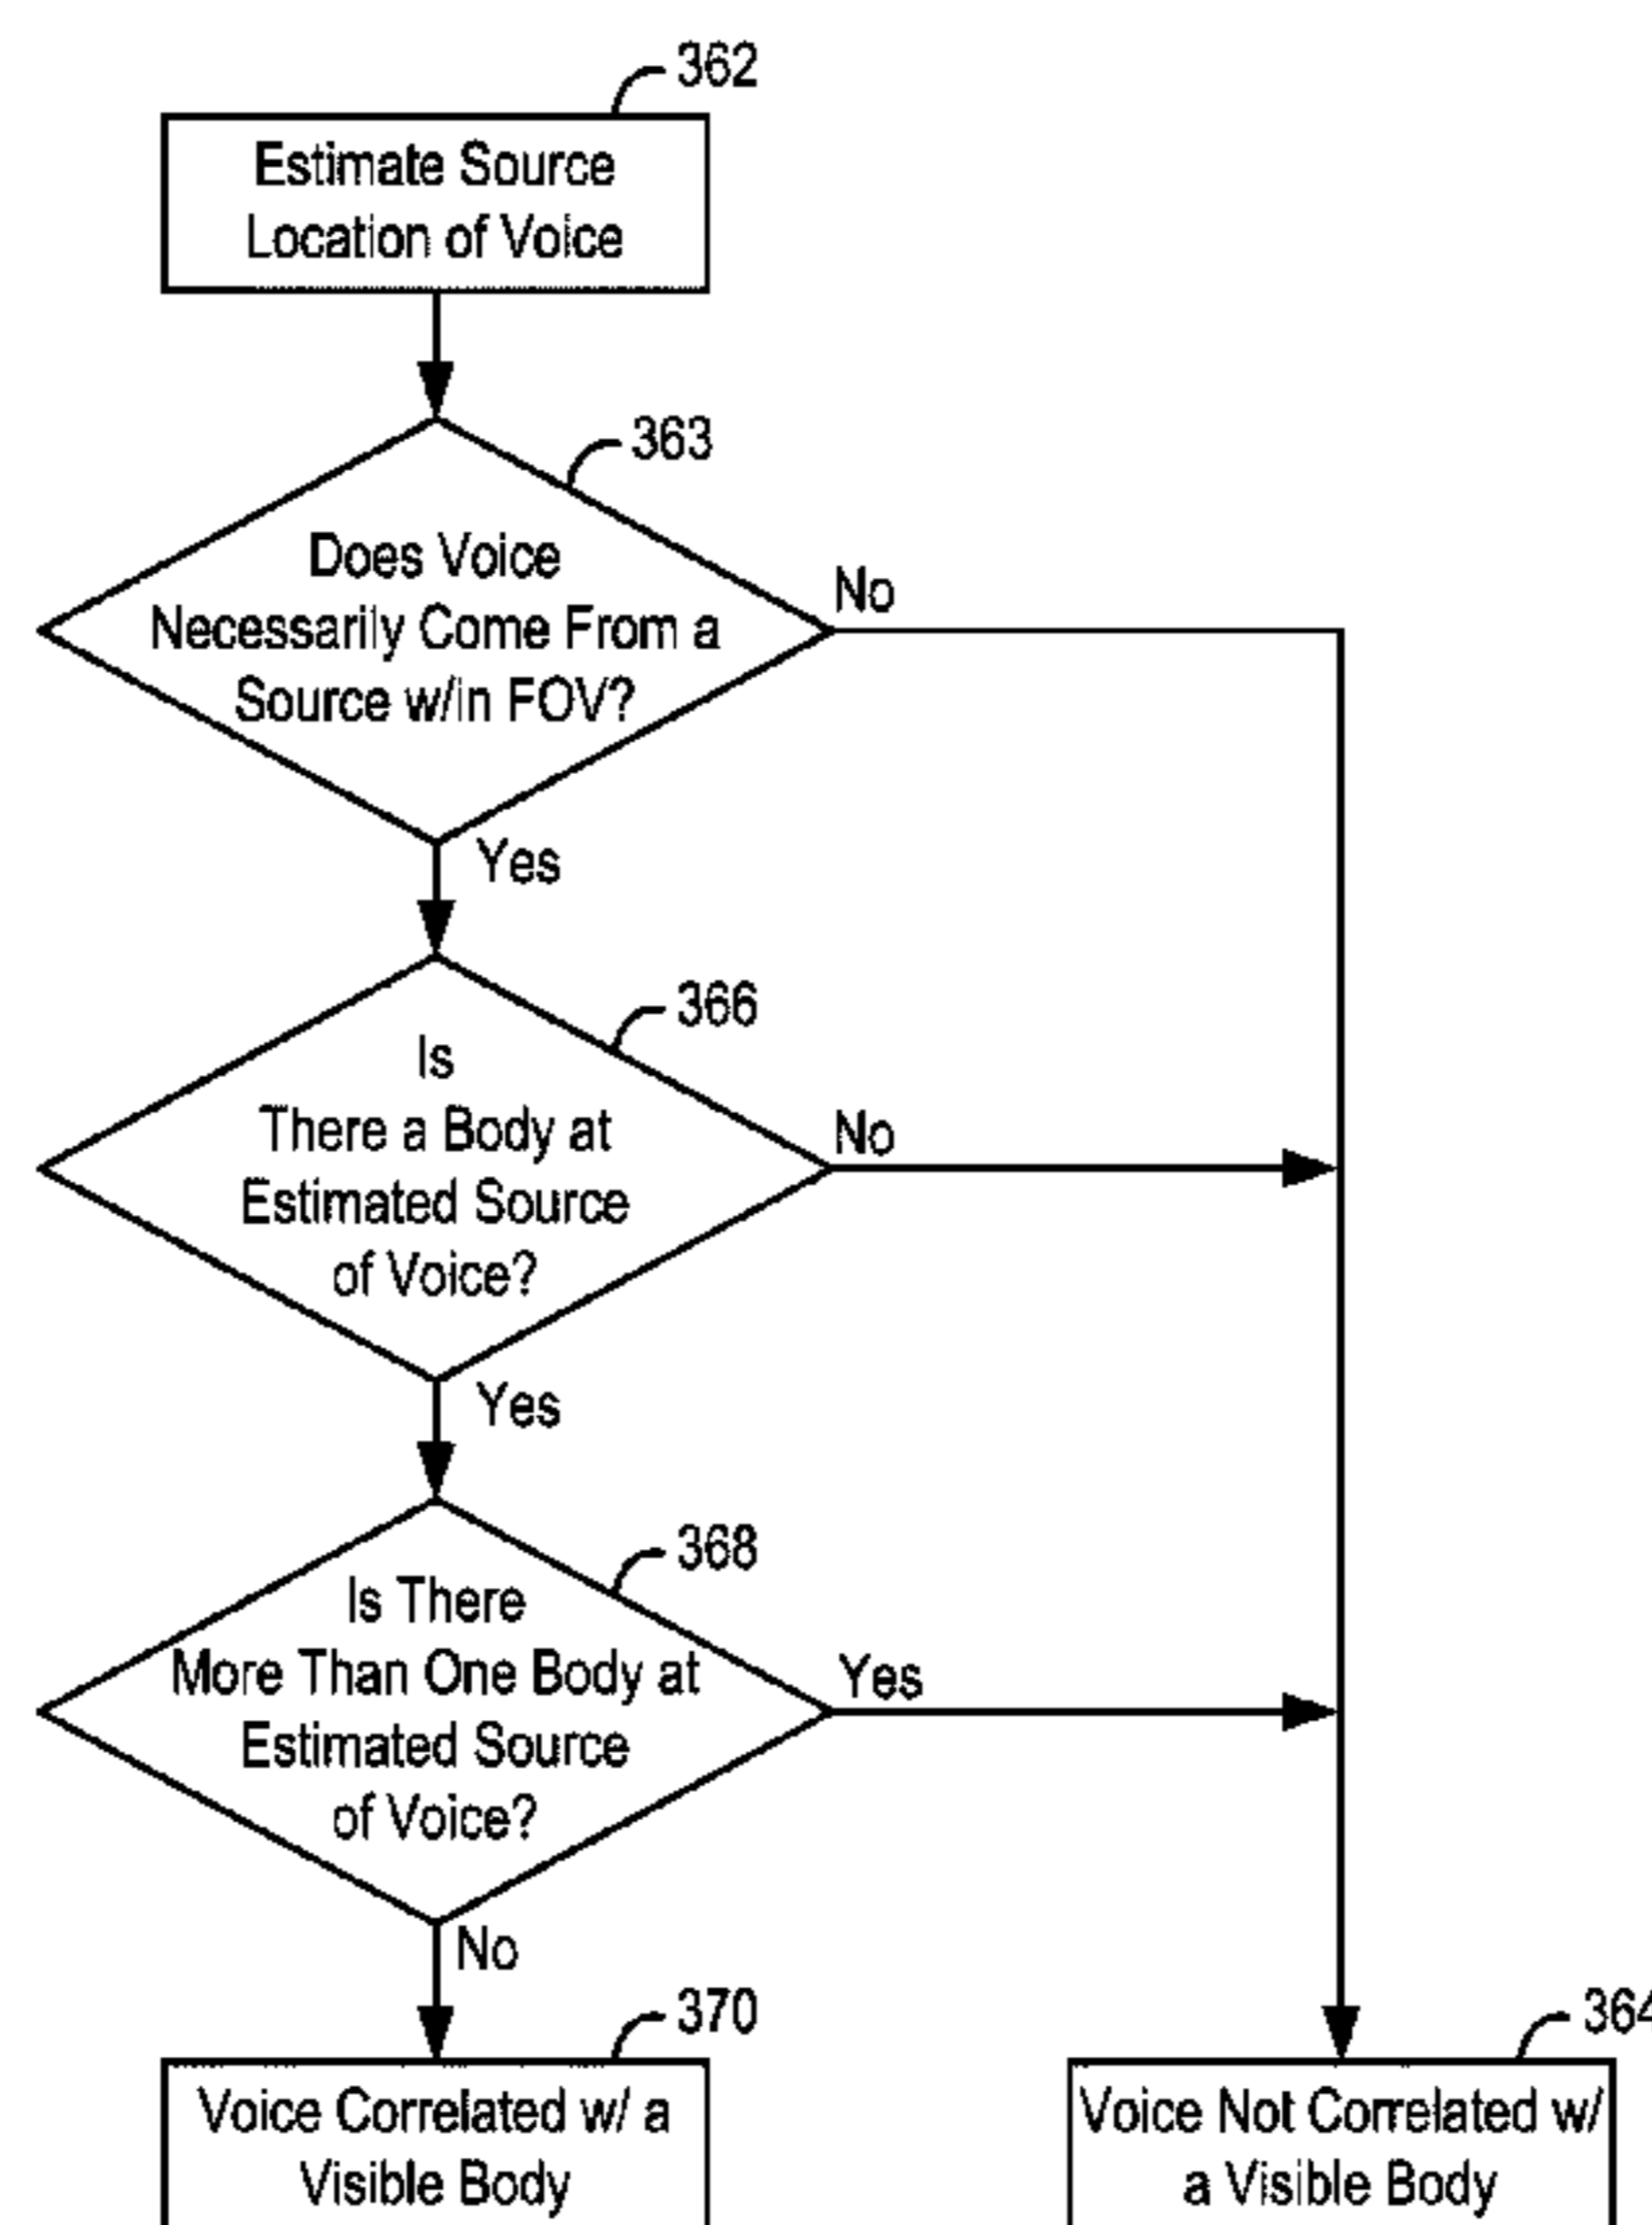 362
Estimate Source
Location of Voice
363
Does Voice
Necessarily Come From a
Source w/in FOV?
No
Yes
366
Is
There a Body at
Estimated Source
of Voice?
No
Yes
368
Is There
More Than One Body at
Estimated Source
of Voice?
Yes
No
370
Voice Correlated w/ a
Visible Body
364
Voice Not Correlated w/
a Visible Body